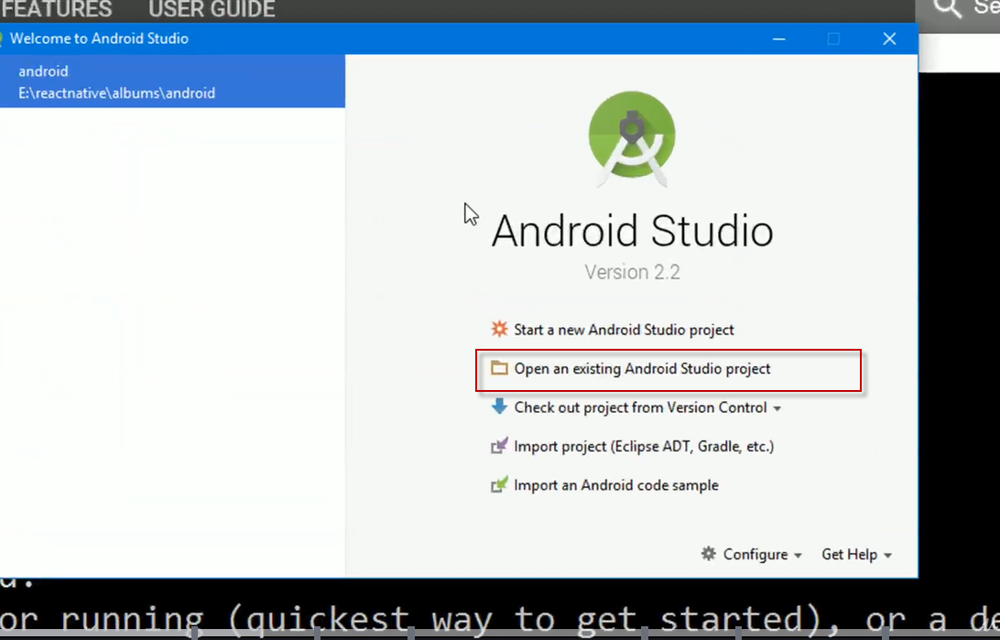 FEATURES USER GUIDE
Se
Welcome to Android Studio
android
E:\reactnative\albums\android
Android Studio
Version 2.2
Start a new Android Studio project
Open an existing Android Studio project
Check out project from Version Control
Import project (Eclipse ADT, Gradle, etc.)
Import an Android code sample
Configure Get Help
or running (quickest way to get started), or a de